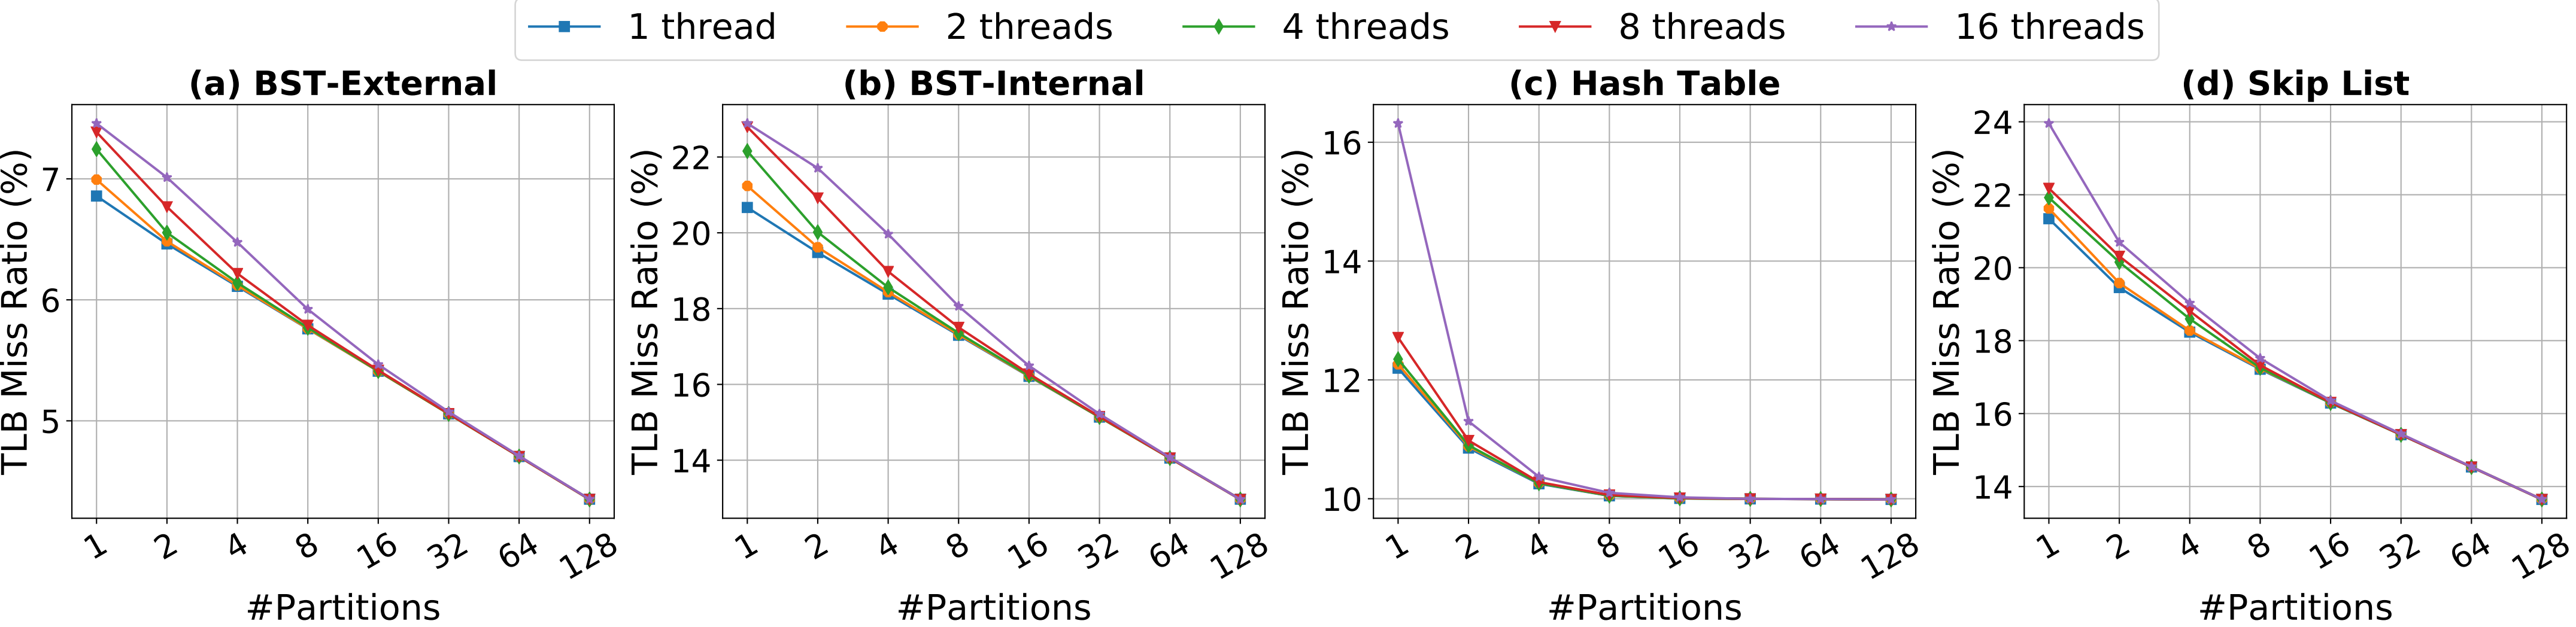 1 thread 2 threads 4 threads 8 threads 16 threads
(a) BST-External
TLB Miss Ratio (%)
7
6
5
1 2 4 8 16 32 64 128
#Partitions
(b) BST-Internal
TLB Miss Ratio (%)
22
20
18
16
14
1 2 4 8 16 32 64 128
#Partitions
(c) Hash Table
TLB Miss Ratio (%)
16
14
12
10
1 2 4 8 16 32 64 128
#Partitions
(d) Skip List
TLB Miss Ratio (%)
24
22
20
18
16
14
1 2 4 8 16 32 64 128
#Partitions